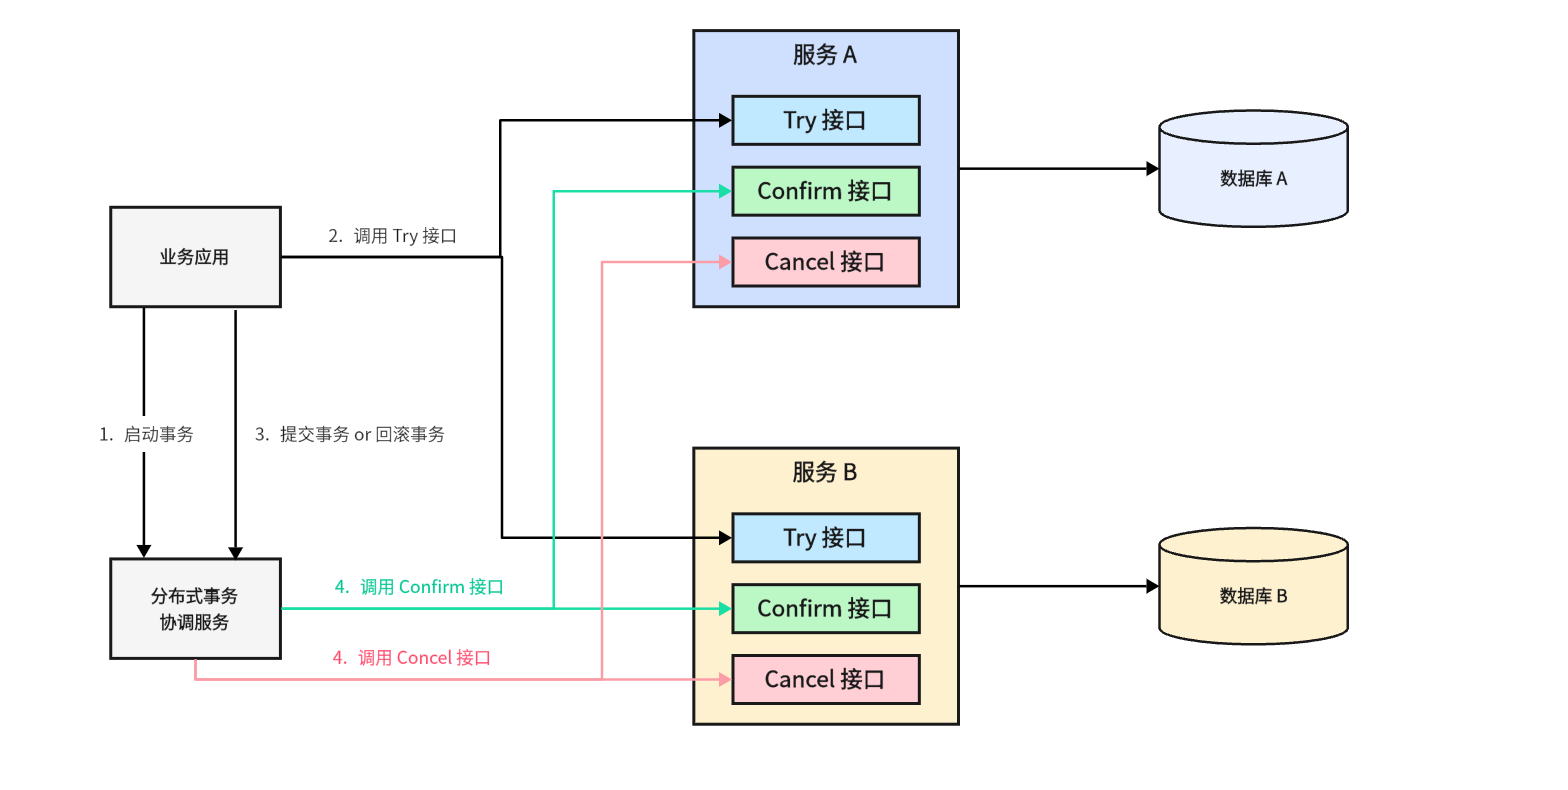 服务 A
Try 接口
Confirm 接口
Cancel 接口
数据库 A
业务应用
2. 调用 Try 接口
1. 启动事务
3. 提交事务 or 回滚事务
服务 B
Try 接口
Confirm 接口
Cancel 接口
数据库 B
分布式事务
协调服务
4. 调用 Confirm 接口
4. 调用 Concel 接口